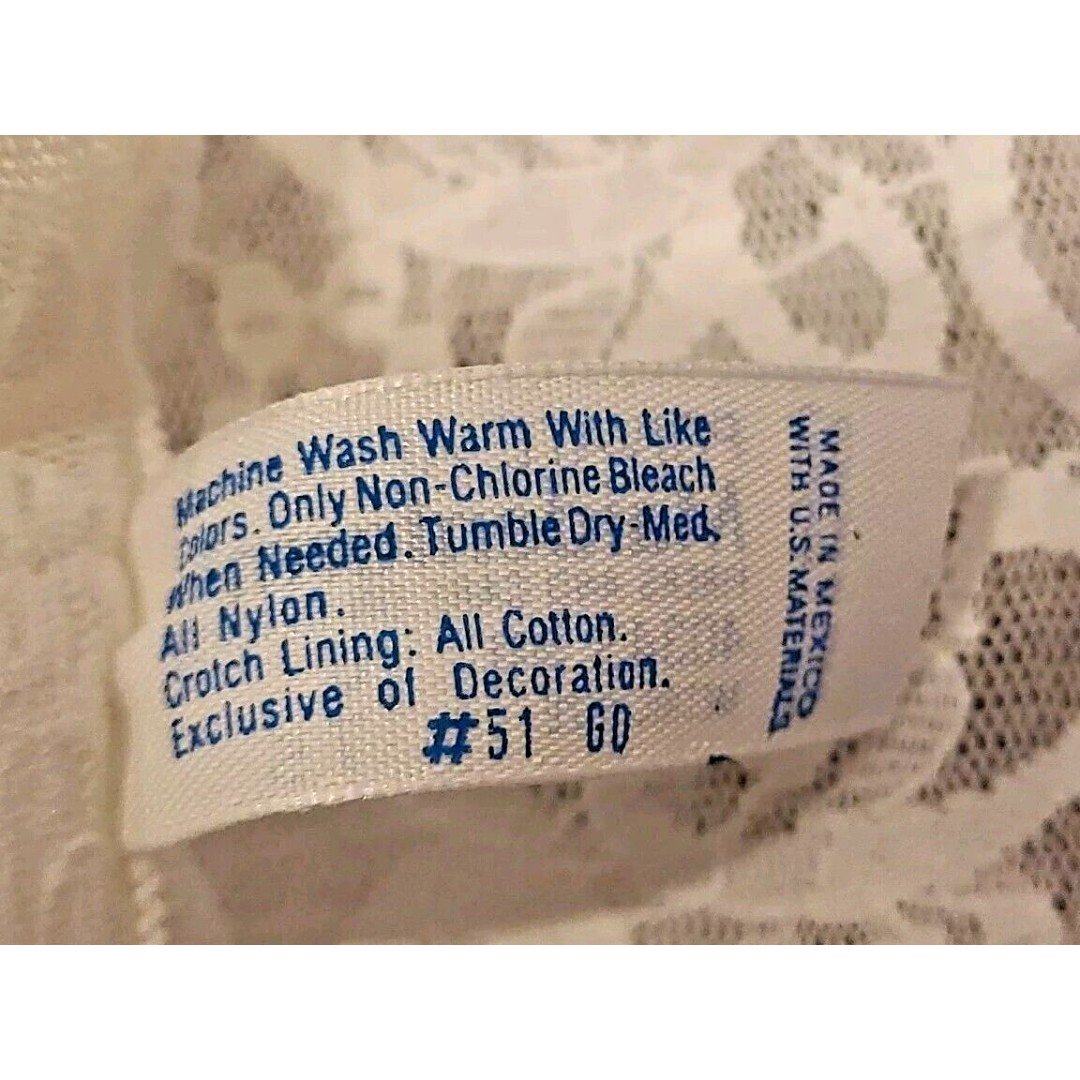 Machine Wash Warm With Like
Colors. Only Non-Chlorine Bleach
When Needed. Tumble Dry-Med.
All Nylon.
Crotch Lining: All Cotton.
Exclusive of Decoration.
#51 GO
MADE IN MEXICO
WITH U.S. MATERIALS